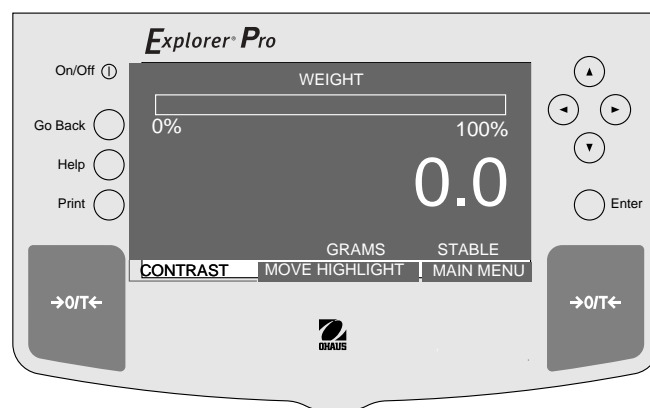 Explorer® Pro
On/Off
WEIGHT
Go Back
0% 100%
Help
0.0
Print
Enter
GRAMS STABLE
CONTRAST MOVE HIGHLIGHT MAIN MENU
→0/T← →0/T←
OHAUS